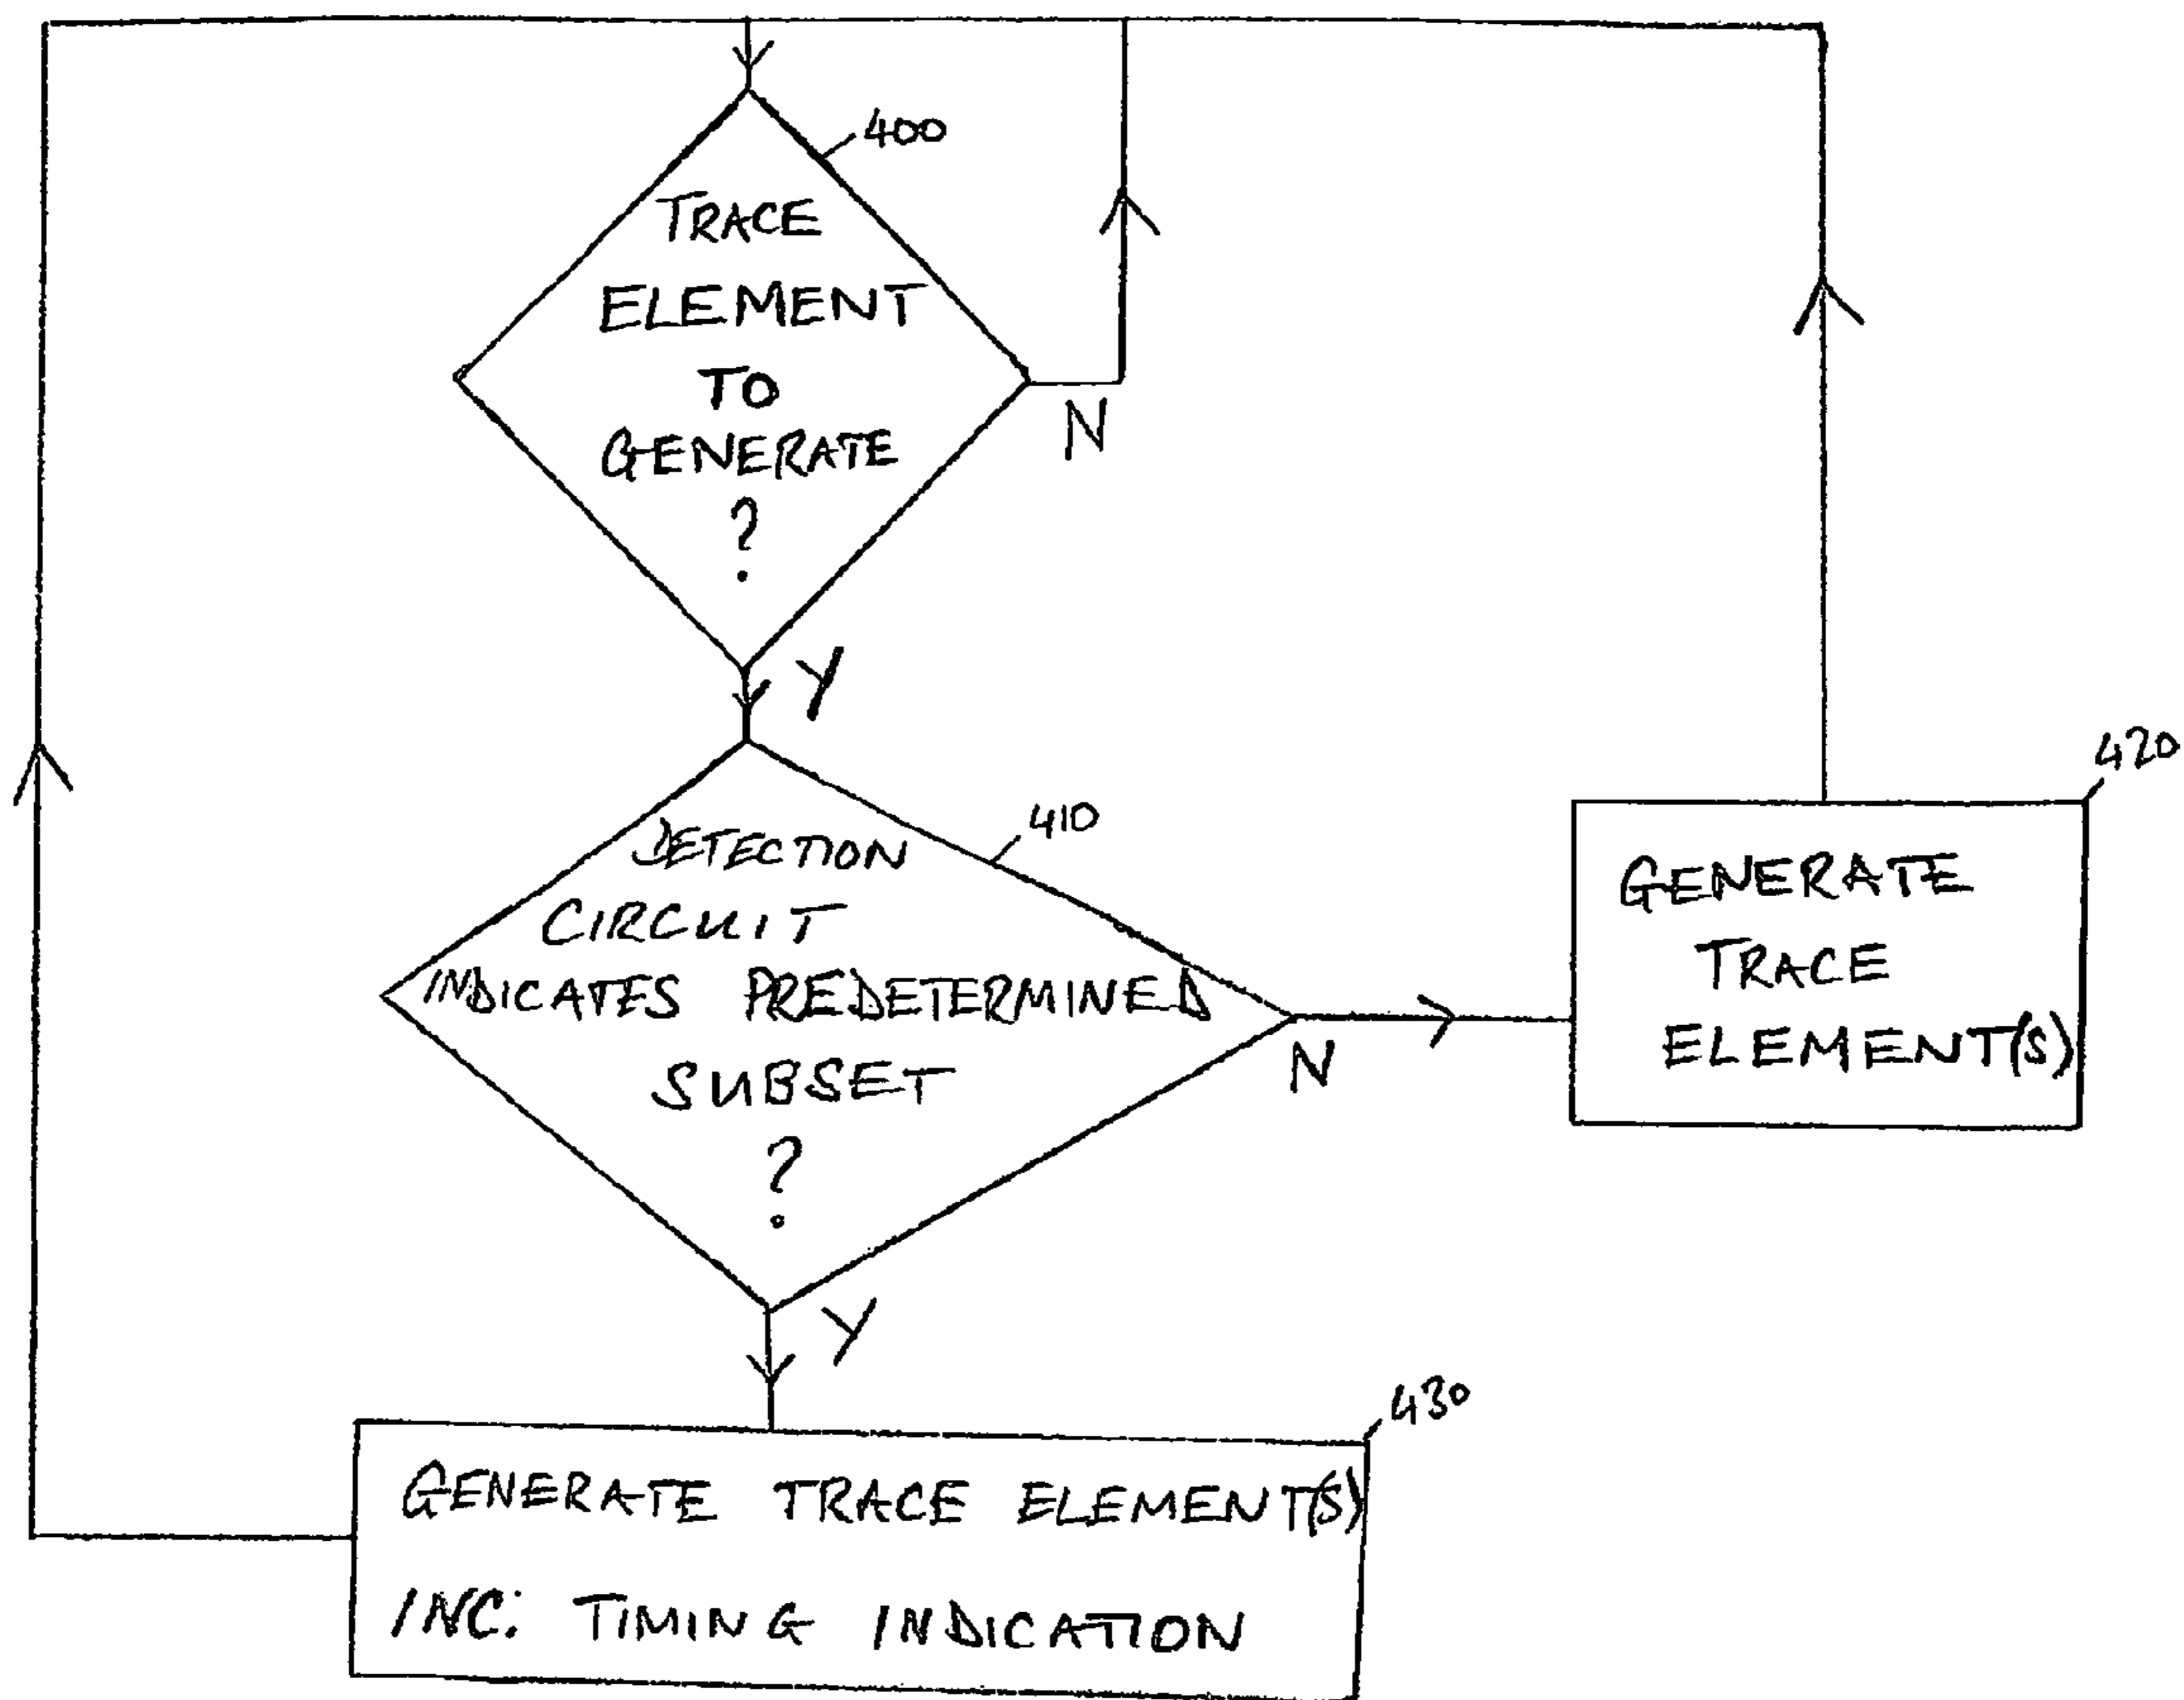 400
TRACE
ELEMENT
TO
GENERATE
?
N
Y
420
410
DETECTION
CIRCUIT
INDICATES PREDETERMINED
SUBSET
?
N
GENERATE
TRACE
ELEMENT(S)
Y
430
GENERATE TRACE ELEMENT(S)
INC: TIMING INDICATION